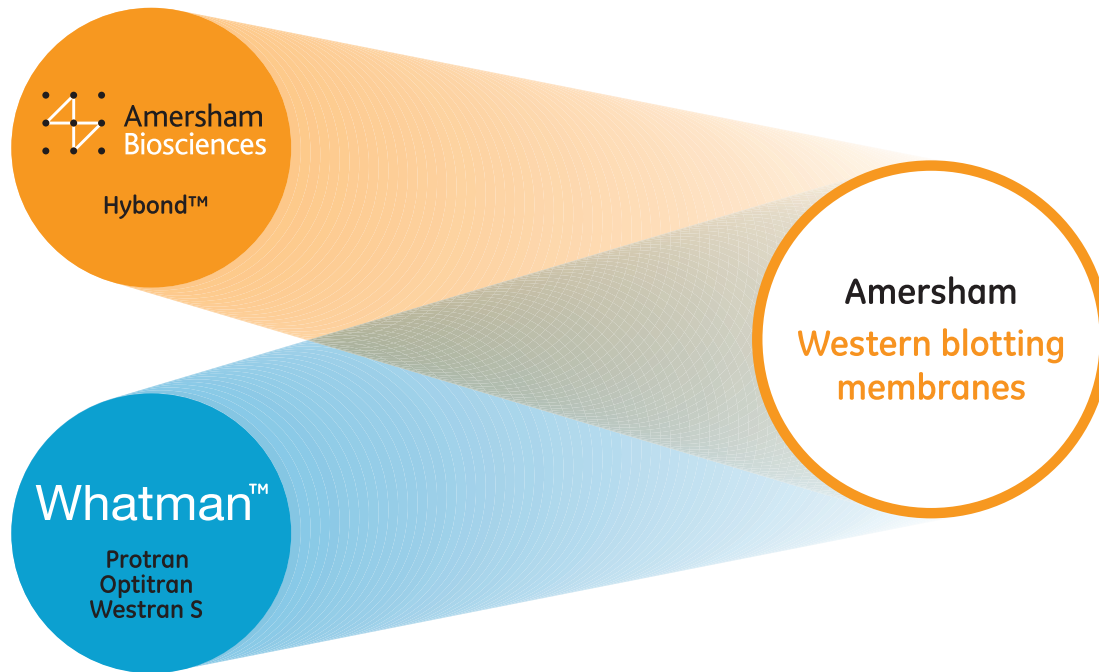 Amersham
Biosciences
Hybond™
Whatman™
Protran
Optitran
Westran S
Amersham
Western blotting
membranes